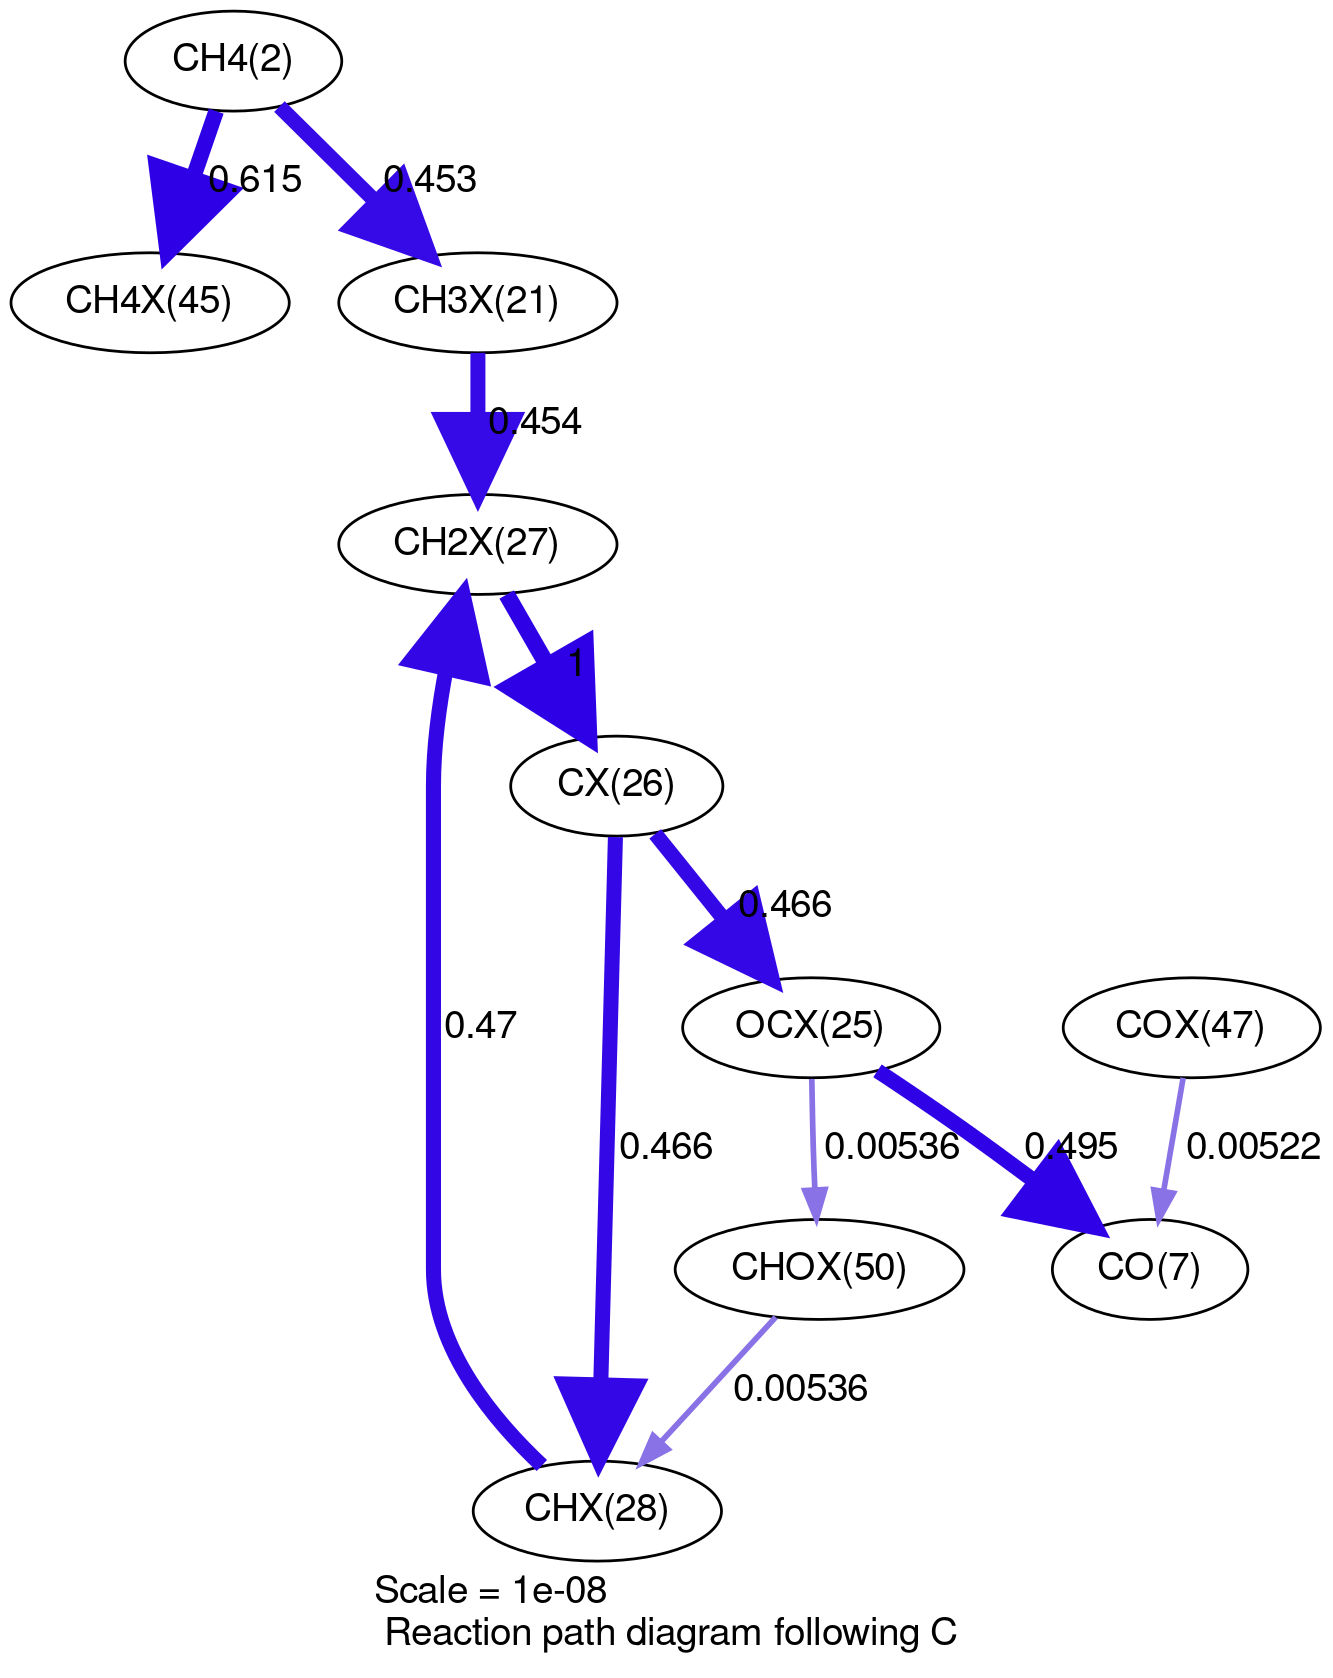 CH4(2)
0.615
0.453
CH4X(45)
CH3X(21)
0.454
CH2X(27)
1
CX(26)
0.466
0.47
OCX(25)
COX(47)
0.466
0.00536
0.495
0.00522
CHOX(50)
CO(7)
0.00536
CHX(28)
Scale = 1e-08
Reaction path diagram following C